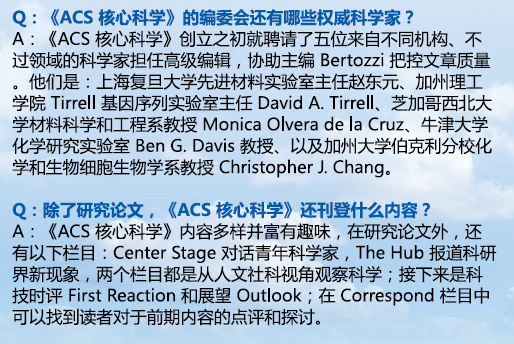 Q：《ACS 核心科学》的编委会还有哪些权威科学家？
A：《ACS 核心科学》创立之初就聘请了五位来自不同机构、不
过领域的科学家担任高级编辑，协助主编 Bertozzi 把控文章质量
。他们是：上海复旦大学先进材料实验室主任赵东元、加州理工
学院 Tirrell 基因序列实验室主任 David A. Tirrell、芝加哥西北大
学材料科学和工程系教授 Monica Olvera de la Cruz、牛津大学
化学研究实验室 Ben G. Davis 教授、以及加州大学伯克利分校化
学和生物细胞生物学系教授 Christopher J. Chang。
Q：除了研究论文，《ACS 核心科学》还刊登什么内容？
A：《ACS 核心科学》内容多样并富有趣味，在研究论文外，还
有以下栏目：Center Stage 对话青年科学家，The Hub 报道科研
界新现象，两个栏目都是从人文社科视角观察科学；接下来是科
技时评 First Reaction 和展望 Outlook；在 Correspond 栏目中
可以找到读者对于前期内容的点评和探讨。